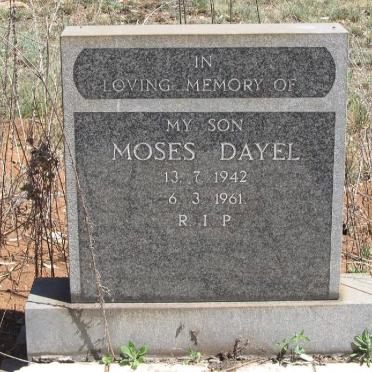 IN
LOVING MEMORY OF
MY SON
MOSES DAYEL
13. 7. 1942
6. 3. 1961.
R. I. P.